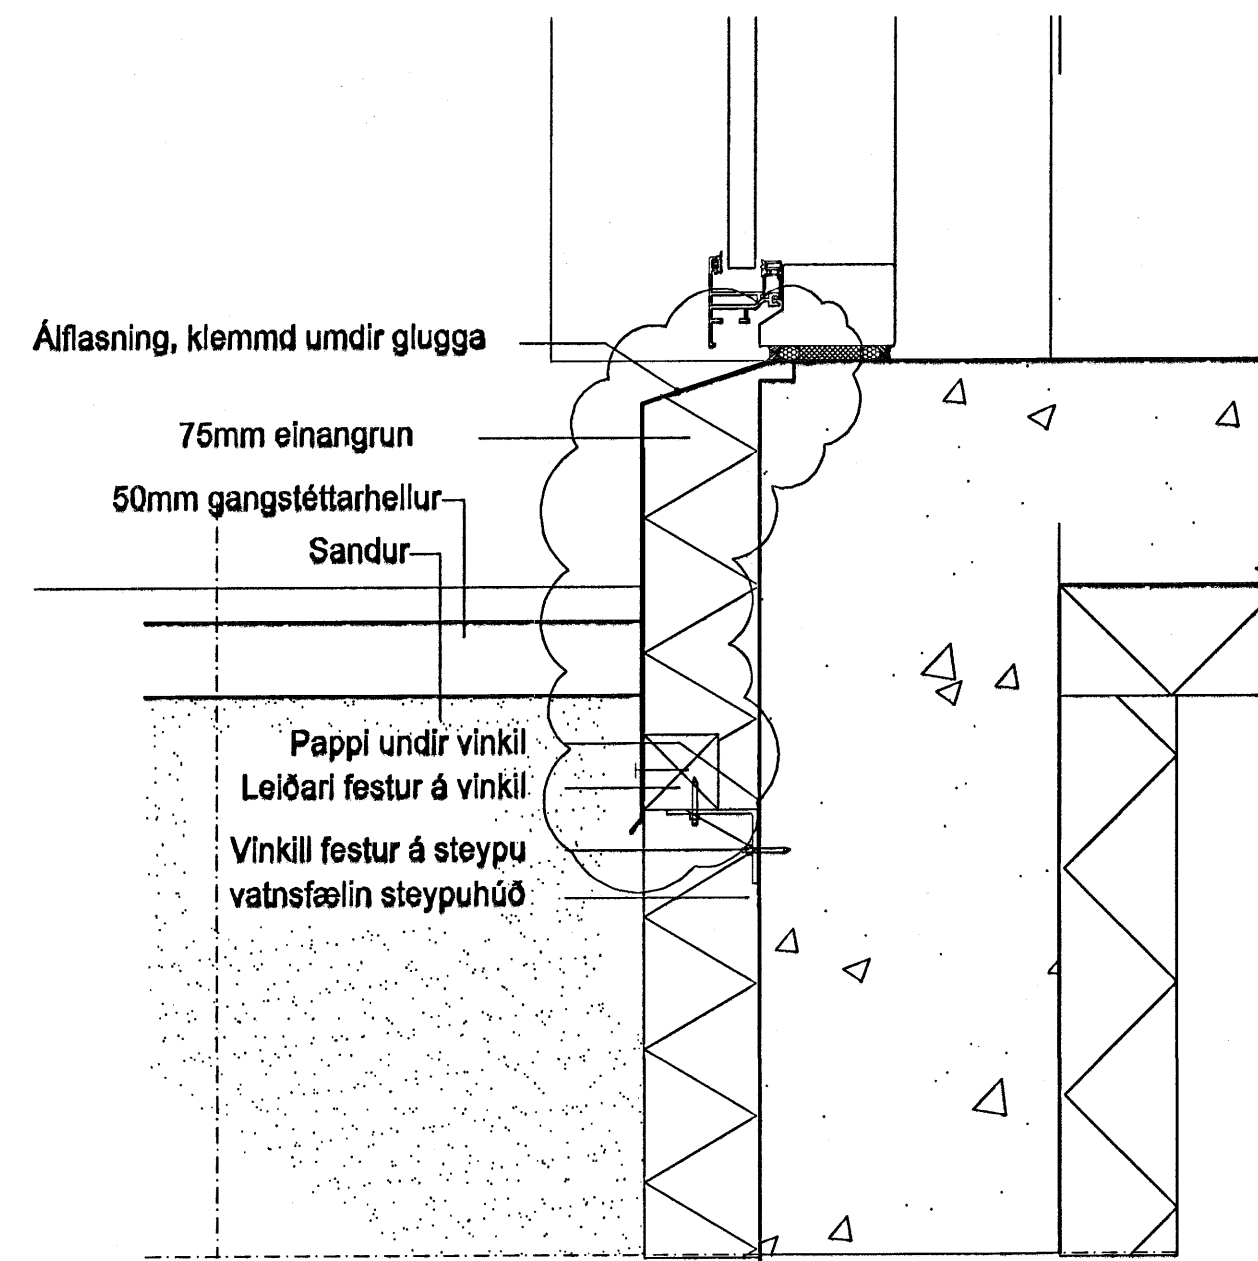 Álflasning, klemmd umdir glugga
75mm einangrun
50mm gangstéttarhellur
Sandur
Pappi undir vinkil
Leiðari festur á vinkil
Vinkill festur á steypu
vatnsfælin steypuhúð